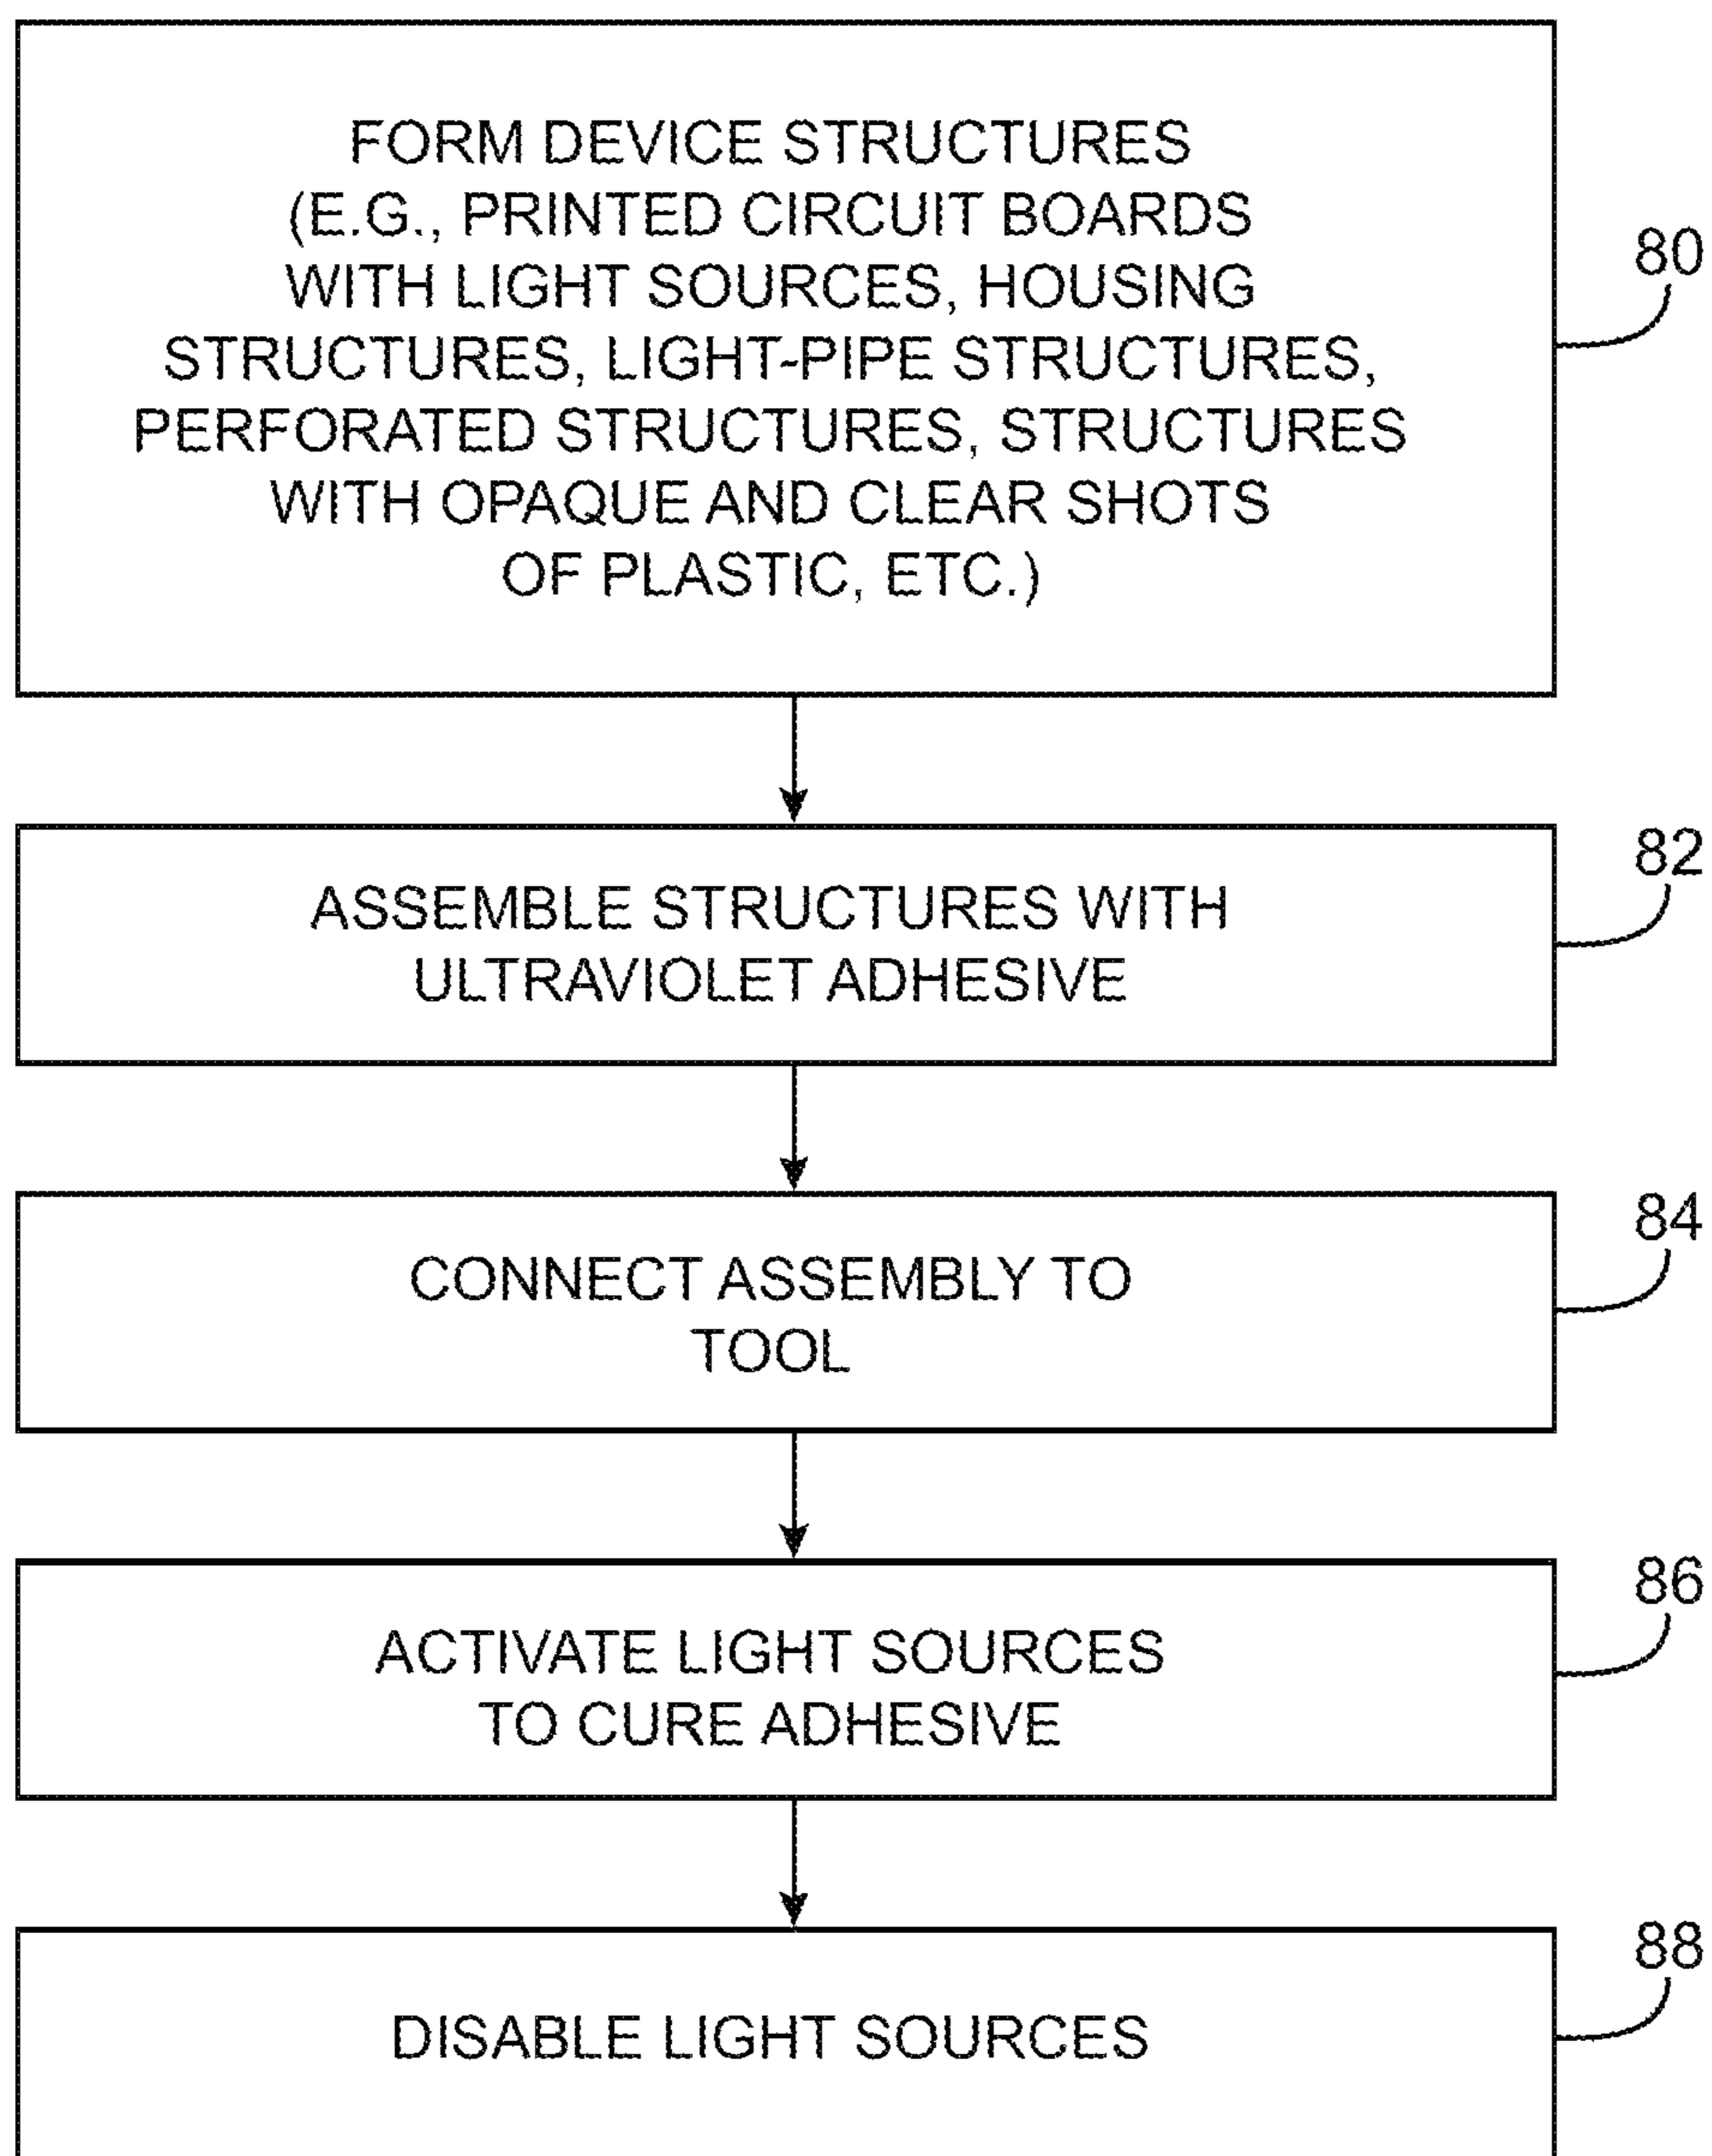 FORM DEVICE STRUCTURES
(E.G., PRINTED CIRCUIT BOARDS
WITH LIGHT SOURCES, HOUSING
STRUCTURES, LIGHT-PIPE STRUCTURES,
PERFORATED STRUCTURES, STRUCTURES
WITH OPAQUE AND CLEAR SHOTS
OF PLASTIC, ETC.)
80
ASSEMBLE STRUCTURES WITH
ULTRAVIOLET ADHESIVE
82
CONNECT ASSEMBLY TO
TOOL
84
ACTIVATE LIGHT SOURCES
TO CURE ADHESIVE
86
DISABLE LIGHT SOURCES
88